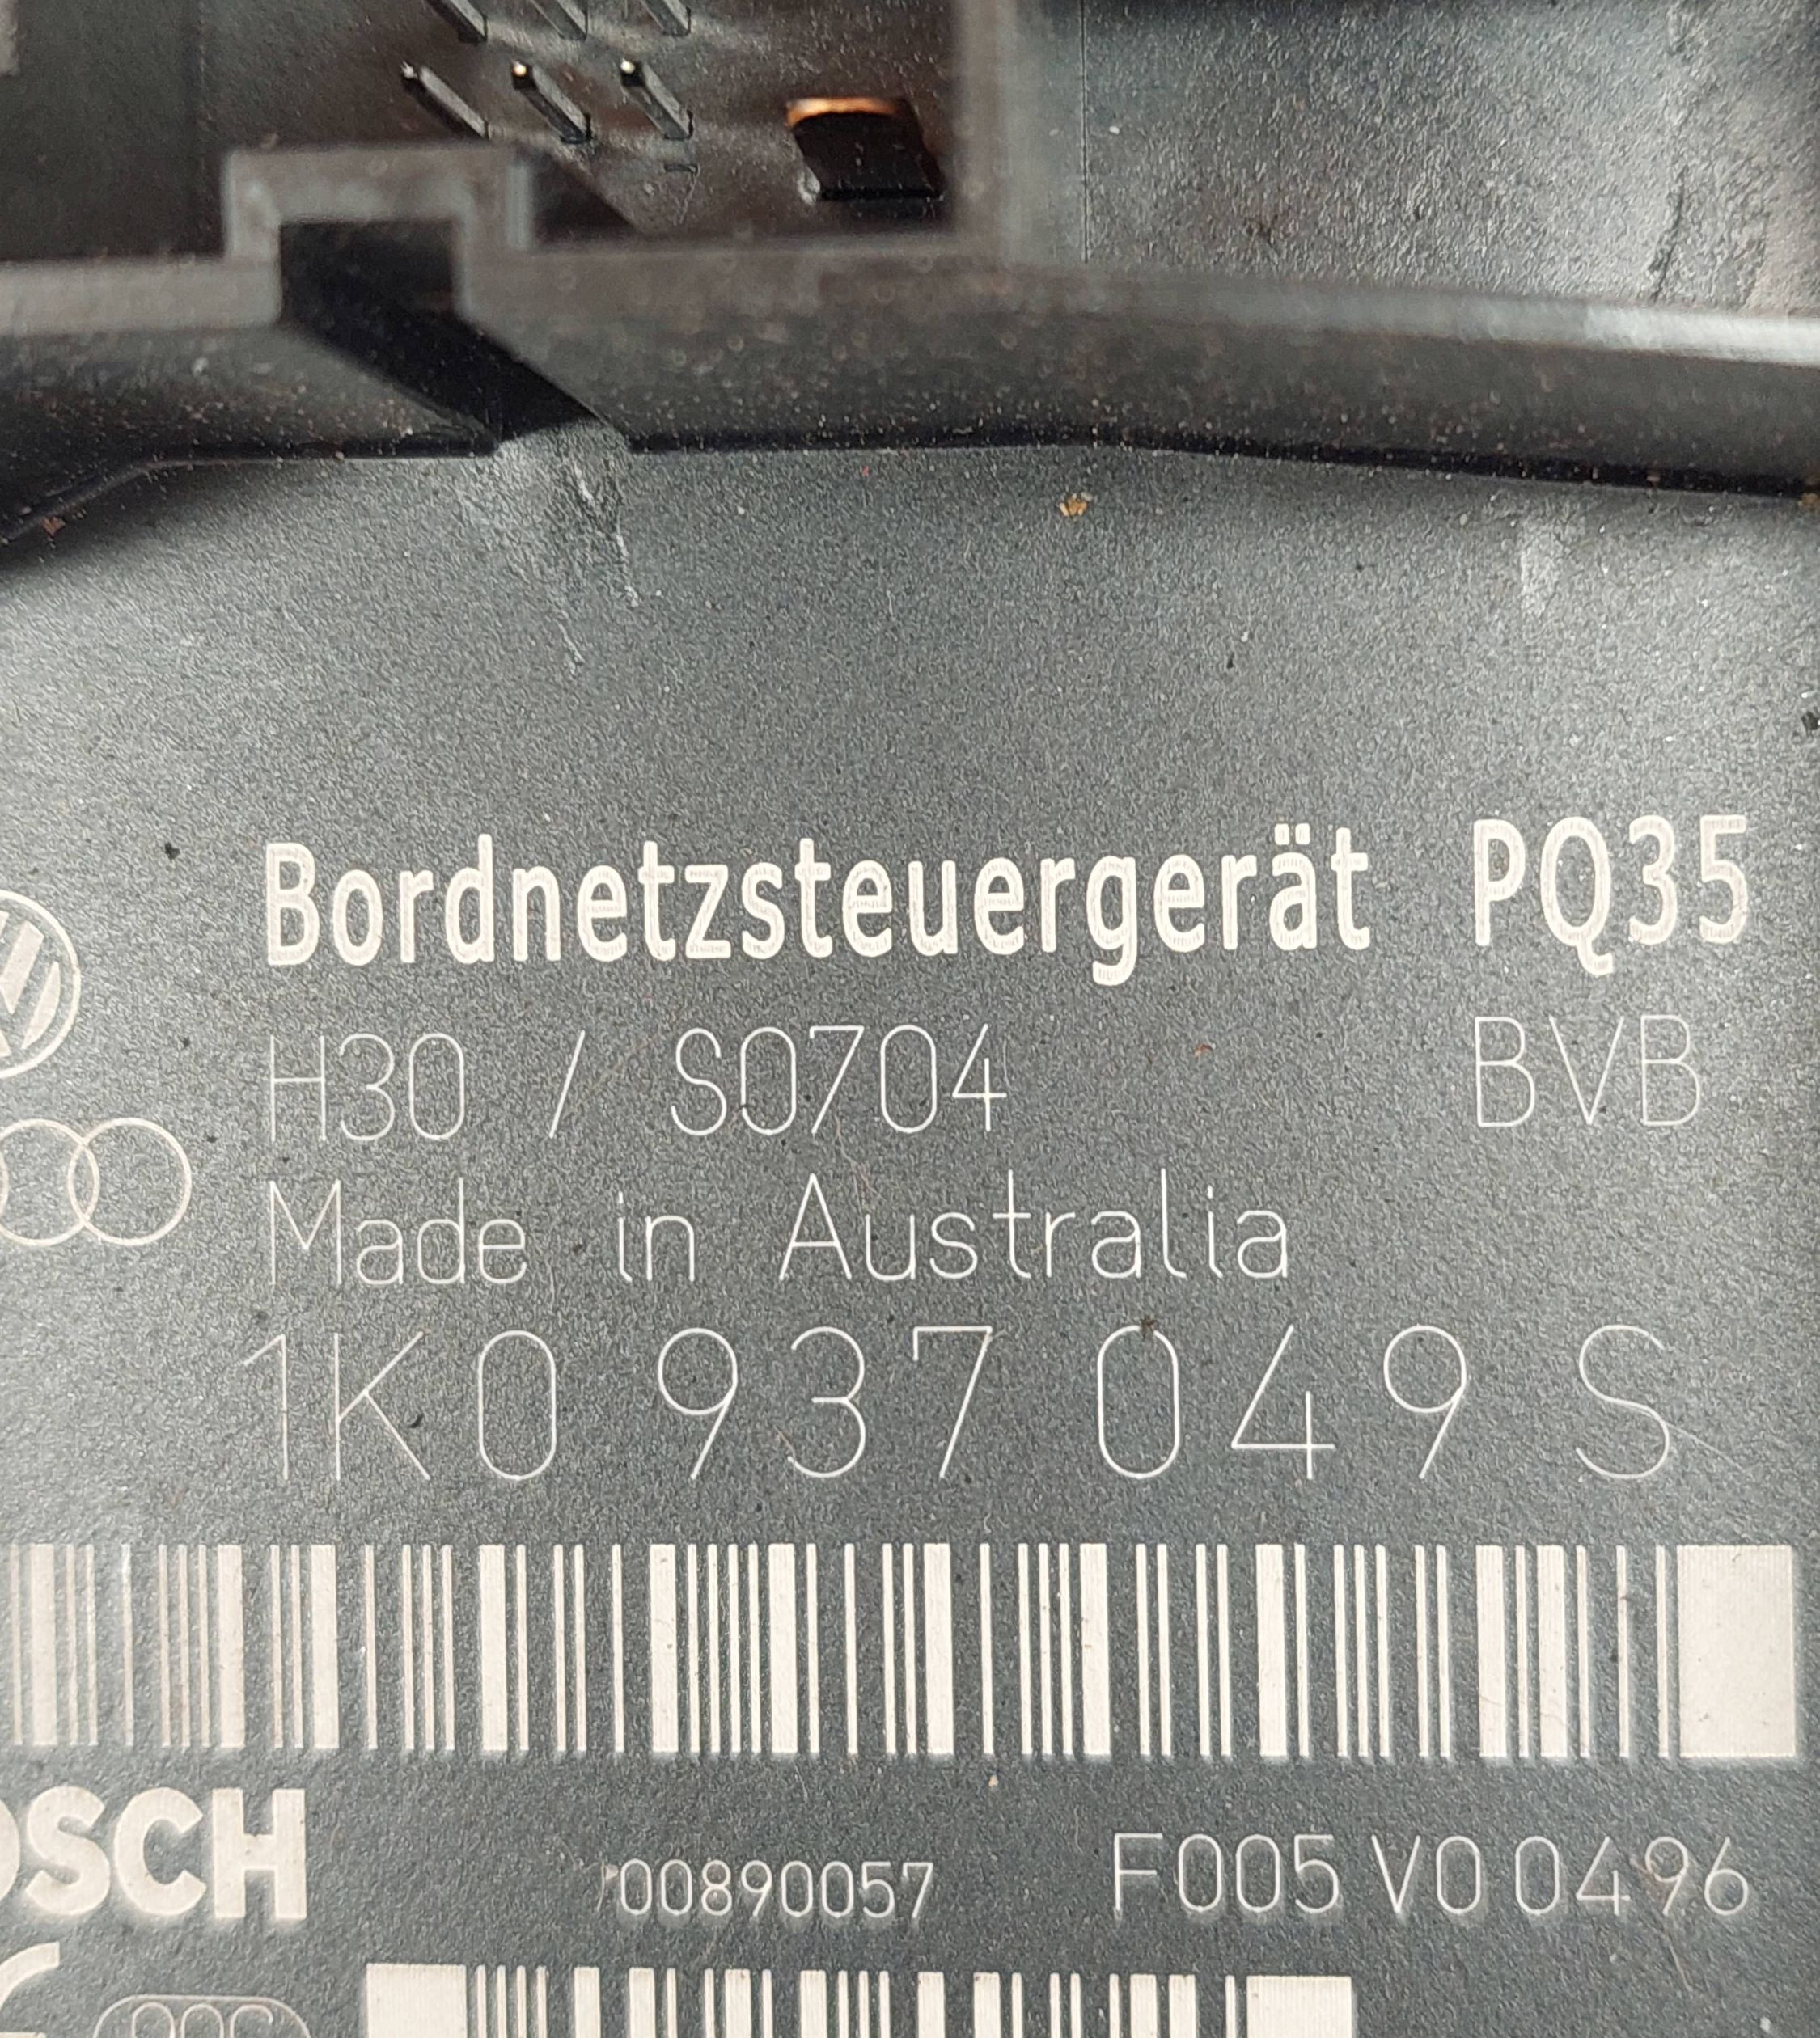 Bordnetzsteuergerät PQ35
H30 / S0704 BVB
Made in Australia
1K0 937 049 S
00890057 F005 V0 0496